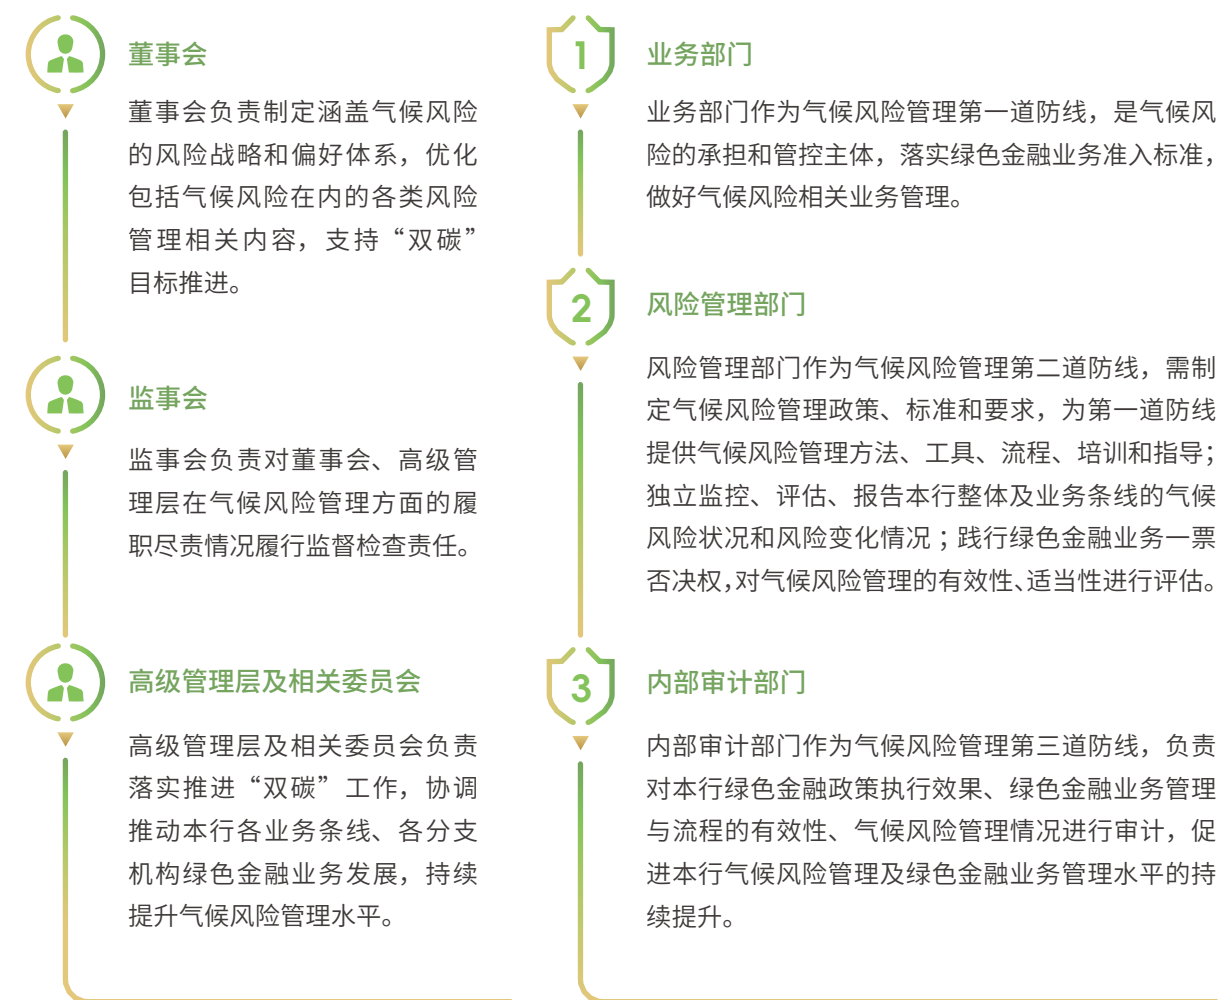 董事会
董事会负责制定涵盖气候风险
的风险战略和偏好体系，优化
包括气候风险在内的各类风险
管理相关内容，支持“双碳”
目标推进。
监事会
监事会负责对董事会、高级管
理层在气候风险管理方面的履
职尽责情况履行监督检查责任。
高级管理层及相关委员会
高级管理层及相关委员会负责
落实推进“双碳”工作，协调
推动本行各业务条线、各分支
机构绿色金融业务发展，持续
提升气候风险管理水平。
1
业务部门
业务部门作为气候风险管理第一道防线，是气候风
险的承担和管控主体，落实绿色金融业务准入标准，
做好气候风险相关业务管理。
2
风险管理部门
风险管理部门作为气候风险管理第二道防线，需制
定气候风险管理政策、标准和要求，为第一道防线
提供气候风险管理方法、工具、流程、培训和指导；
独立监控、评估、报告本行整体及业务条线的气候
风险状况和风险变化情况；践行绿色金融业务一票
否决权，对气候风险管理的有效性、适当性进行评估。
3
内部审计部门
内部审计部门作为气候风险管理第三道防线，负责
对本行绿色金融政策执行效果、绿色金融业务管理
与流程的有效性、气候风险管理情况进行审计，促
进本行气候风险管理及绿色金融业务管理水平的持
续提升。